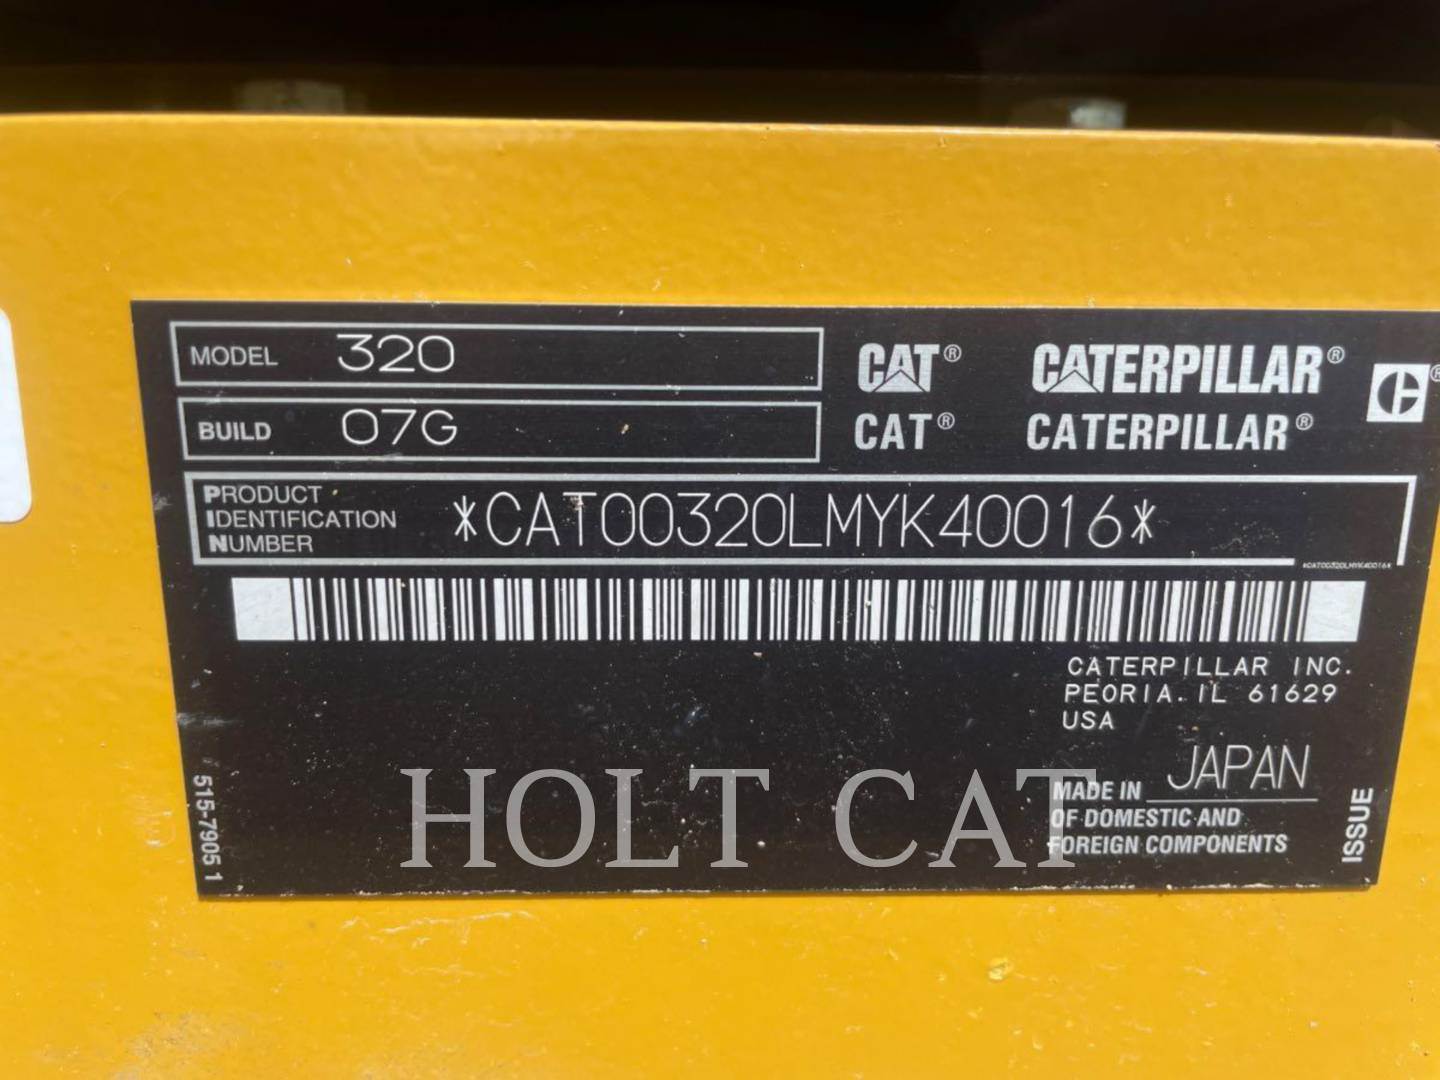 MODEL 320
BUILD 07G
CAT® CATERPILLAR®
CAT® CATERPILLAR®
PRODUCT
IDENTIFICATION
NUMBER
*CAT00320LMYK40016*
*CAT00320LMYK40016*
CATERPILLAR INC.
PEORIA. IL 61629
USA
MADE IN JAPAN
OF DOMESTIC AND
FOREIGN COMPONENTS
ISSUE
515-7905 1
HOLT CAT